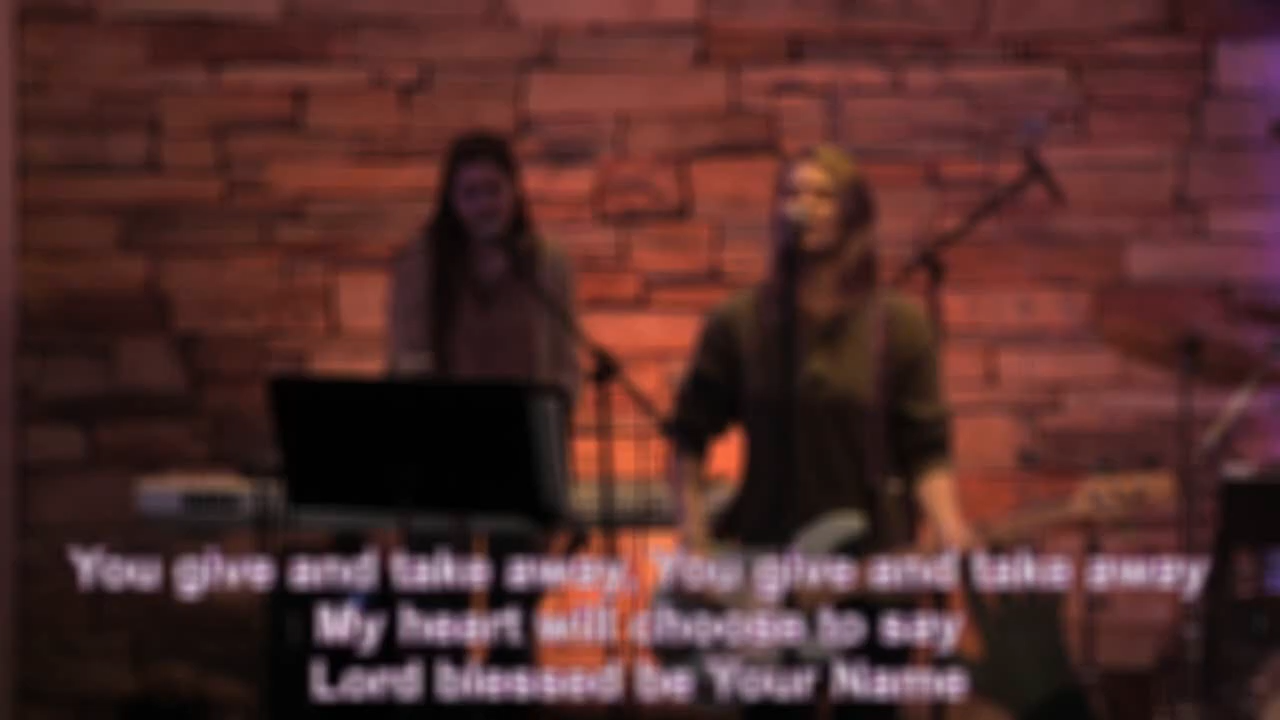 You give and take away, You give and take away
My heart will choose to say
Lord blessed be Your Name